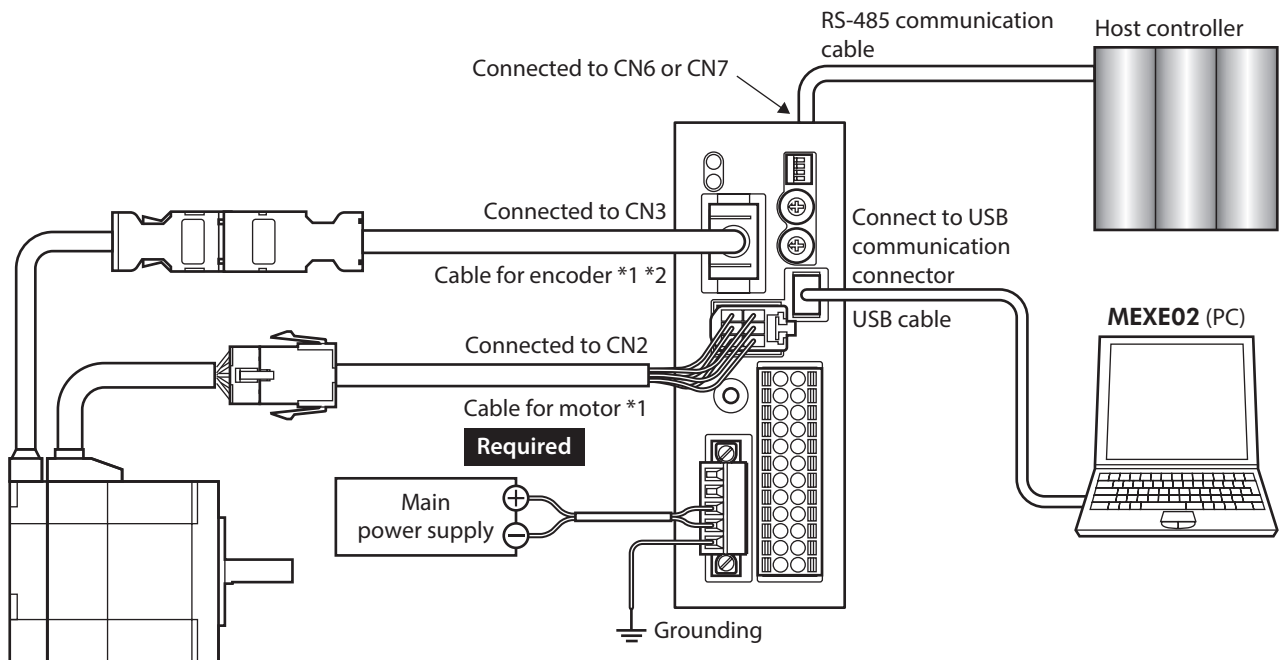 RS-485 communication
cable
Host controller
Connected to CN6 or CN7
Connected to CN3
Cable for encoder *1 *2
Connect to USB
communication
connector
USB cable
MEXE02 (PC)
Connected to CN2
Cable for motor *1
Required
Main
power supply
+
−
Grounding